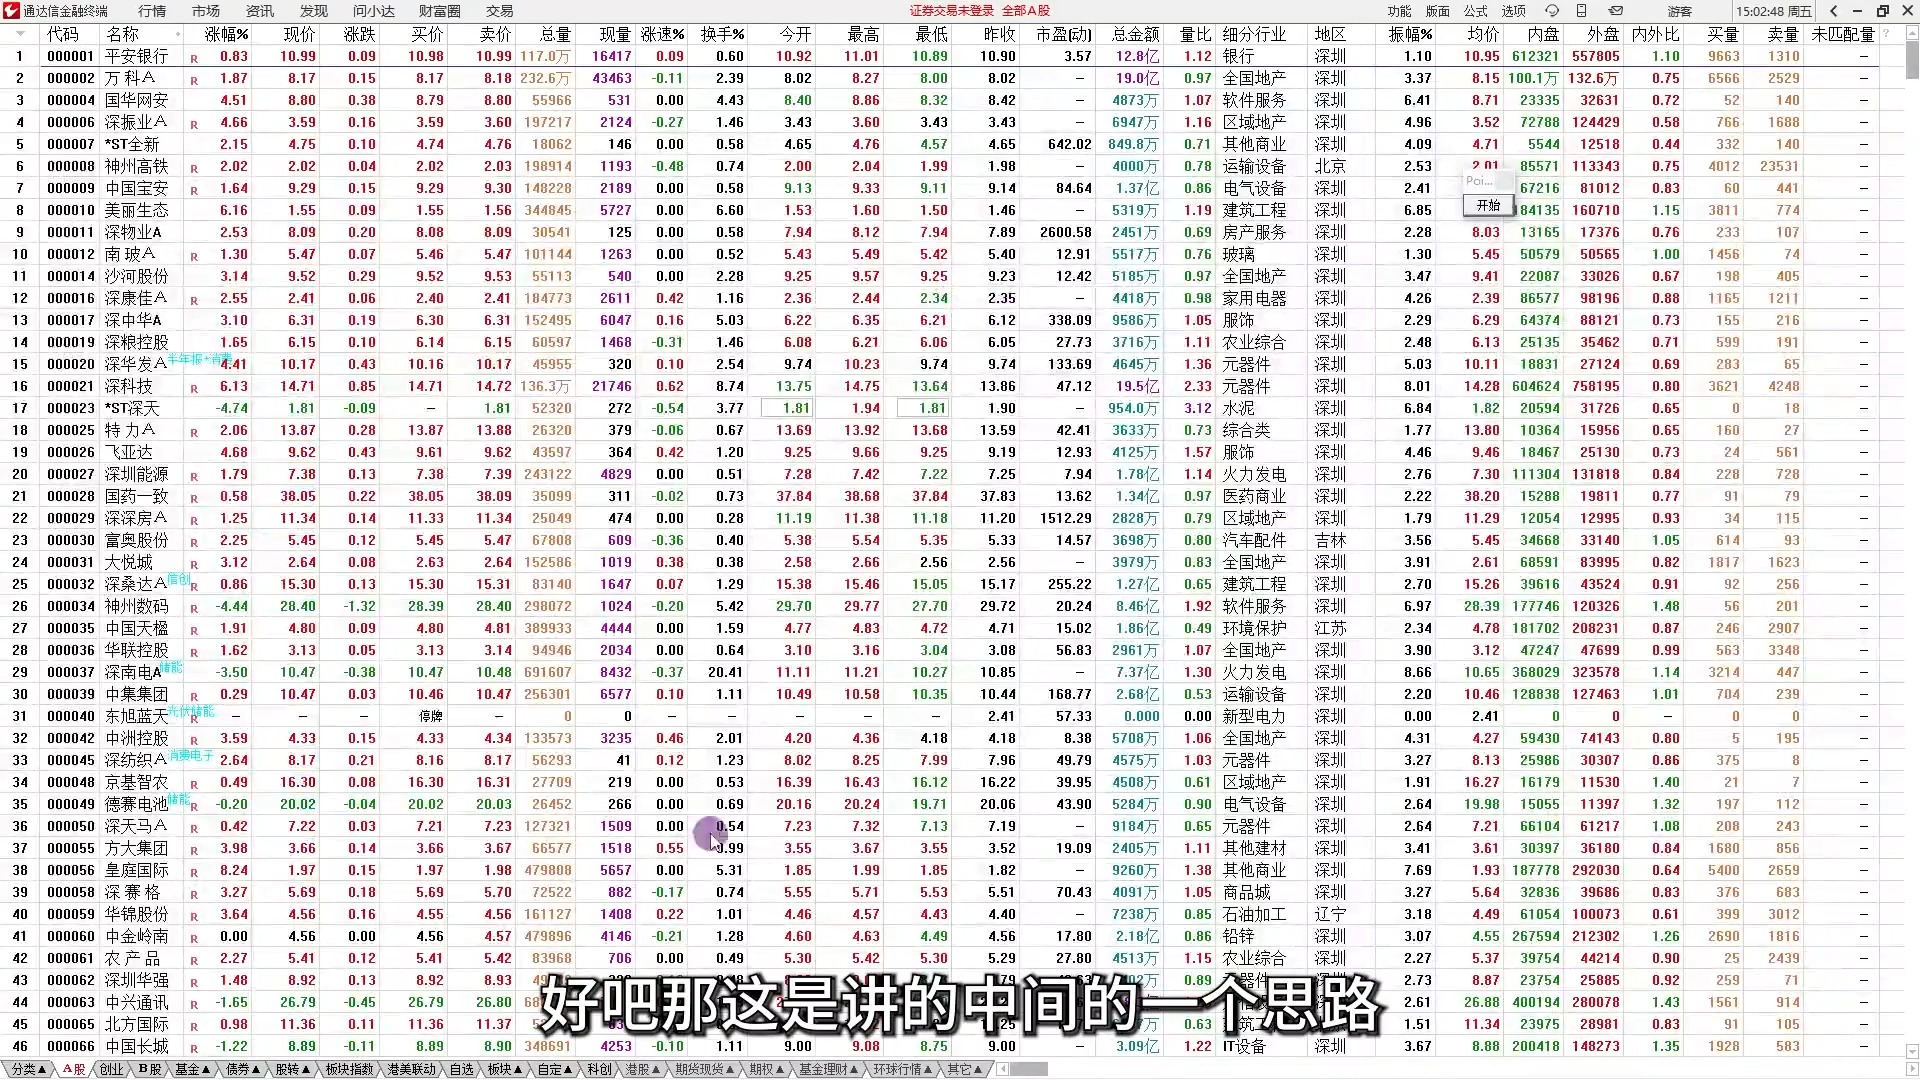 通达信金融终端 行情 市场 资讯 发现 问小达 财富圈 交易 证券交易未登录 全部A股 功能 版面 公式 选项 游客 15:02:48 周五
代码 名称 涨幅% 现价 涨跌 买价 卖价 总量 现量 涨速% 换手% 今开 最高 最低 昨收 市盈(动) 总金额 量比 细分行业 地区 振幅% 均价 内盘 外盘 内外比 买量 卖量 未匹配量 ?
1 000001 平安银行 R 0.83 10.99 0.09 10.98 10.99 117.0万 16417 0.09 0.60 10.92 11.01 10.89 10.90 3.57 12.8亿 1.12 银行 深圳 1.10 10.95 612321 557805 1.10 9663 1310 –
2 000002 万 科A R 1.87 8.17 0.15 8.17 8.18 232.6万 43463 -0.11 2.39 8.02 8.27 8.00 8.02 – 19.0亿 0.97 全国地产 深圳 3.37 8.15 100.1万 132.6万 0.75 6566 2529 –
3 000004 国华网安 4.51 8.80 0.38 8.79 8.80 55966 531 0.00 4.43 8.40 8.86 8.32 8.42 – 4873万 1.07 软件服务 深圳 6.41 8.71 23335 32631 0.72 52 140 –
4 000006 深振业A R 4.66 3.59 0.16 3.59 3.60 197217 2124 -0.27 1.46 3.43 3.60 3.43 3.43 – 6947万 1.16 区域地产 深圳 4.96 3.52 72788 124429 0.58 766 1688 –
5 000007 *ST全新 2.15 4.75 0.10 4.74 4.76 18062 146 0.00 0.58 4.65 4.76 4.57 4.65 642.02 849.8万 0.71 其他商业 深圳 4.09 4.71 5544 12518 0.44 332 140 –
6 000008 神州高铁 R 2.02 2.02 0.04 2.02 2.03 198914 1193 -0.48 0.74 2.00 2.04 1.99 1.98 – 4000万 0.78 运输设备 北京 2.53 2.01 85571 113343 0.75 4012 23531 –
7 000009 中国宝安 R 1.64 9.29 0.15 9.29 9.30 148228 2189 0.00 0.58 9.13 9.33 9.11 9.14 84.64 1.37亿 0.86 电气设备 深圳 2.41 Poi... 67216 81012 0.83 60 441 –
8 000010 美丽生态 6.16 1.55 0.09 1.55 1.56 344845 5727 0.00 6.60 1.53 1.60 1.50 1.46 – 5319万 1.19 建筑工程 深圳 6.85 开始 184135 160710 1.15 3811 774 –
9 000011 深物业A 2.53 8.09 0.20 8.08 8.09 30541 125 0.00 0.58 7.94 8.12 7.94 7.89 2600.58 2451万 0.69 房产服务 深圳 2.28 8.03 13165 17376 0.76 233 107 –
10 000012 南 玻A R 1.30 5.47 0.07 5.46 5.47 101144 1263 0.00 0.52 5.43 5.49 5.42 5.40 12.91 5517万 0.76 玻璃 深圳 1.30 5.45 50579 50565 1.00 1456 74 –
11 000014 沙河股份 3.14 9.52 0.29 9.52 9.53 55113 540 0.00 2.28 9.25 9.57 9.25 9.23 12.42 5185万 0.97 全国地产 深圳 3.47 9.41 22087 33026 0.67 198 405 –
12 000016 深康佳A R 2.55 2.41 0.06 2.40 2.41 184773 2611 0.42 1.16 2.36 2.44 2.34 2.35 – 4418万 0.98 家用电器 深圳 4.26 2.39 86577 98196 0.88 1165 1211 –
13 000017 深中华A 3.10 6.31 0.19 6.30 6.31 152495 6047 0.16 5.03 6.22 6.35 6.21 6.12 338.09 9586万 1.05 服饰 深圳 2.29 6.29 64374 88121 0.73 155 216 –
14 000019 深粮控股 1.65 6.15 0.10 6.14 6.15 60597 1468 -0.31 1.46 6.08 6.21 6.06 6.05 27.73 3716万 1.11 农业综合 深圳 2.48 6.13 25135 35462 0.71 599 191 –
15 000020 深华发A 半年报+消费 4.41 10.17 0.43 10.16 10.17 45955 320 0.10 2.54 9.74 10.23 9.74 9.74 133.69 4645万 1.36 元器件 深圳 5.03 10.11 18831 27124 0.69 283 65 –
16 000021 深科技 R 6.13 14.71 0.85 14.71 14.72 136.3万 21746 0.62 8.74 13.75 14.75 13.64 13.86 47.12 19.5亿 2.33 元器件 深圳 8.01 14.28 604624 758195 0.80 3621 4248 –
17 000023 *ST深天 -4.74 1.81 -0.09 – 1.81 52320 272 -0.54 3.77 1.81 1.94 1.81 1.90 – 954.0万 3.12 水泥 深圳 6.84 1.82 20594 31726 0.65 0 18 –
18 000025 特 力A R 2.06 13.87 0.28 13.87 13.88 26320 379 -0.06 0.67 13.69 13.92 13.68 13.59 42.41 3633万 0.73 综合类 深圳 1.77 13.80 10364 15956 0.65 160 27 –
19 000026 飞亚达 4.68 9.62 0.43 9.61 9.62 43597 364 0.42 1.20 9.25 9.66 9.25 9.19 12.93 4125万 1.57 服饰 深圳 4.46 9.46 18467 25130 0.73 24 561 –
20 000027 深圳能源 R 1.79 7.38 0.13 7.38 7.39 243122 4829 0.00 0.51 7.28 7.42 7.22 7.25 7.94 1.78亿 1.14 火力发电 深圳 2.76 7.30 111304 131818 0.84 228 728 –
21 000028 国药一致 R 0.58 38.05 0.22 38.05 38.09 35099 311 -0.02 0.73 37.84 38.68 37.84 37.83 13.62 1.34亿 0.97 医药商业 深圳 2.22 38.20 15288 19811 0.77 91 79 –
22 000029 深深房A R 1.25 11.34 0.14 11.33 11.34 25049 474 0.00 0.28 11.19 11.38 11.18 11.20 1512.29 2828万 0.79 区域地产 深圳 1.79 11.29 12054 12995 0.93 34 115 –
23 000030 富奥股份 R 2.25 5.45 0.12 5.45 5.47 67808 609 -0.36 0.40 5.38 5.54 5.35 5.33 14.57 3698万 0.80 汽车配件 吉林 3.56 5.45 34668 33140 1.05 614 93 –
24 000031 大悦城 R 3.12 2.64 0.08 2.63 2.64 152586 1019 0.38 0.38 2.58 2.66 2.56 2.56 – 3979万 0.83 全国地产 深圳 3.91 2.61 68591 83995 0.82 1817 1623 –
25 000032 深桑达A 信创 R 0.86 15.30 0.13 15.30 15.31 83140 1647 0.07 1.29 15.38 15.46 15.05 15.17 255.22 1.27亿 0.65 建筑工程 深圳 2.70 15.26 39616 43524 0.91 92 256 –
26 000034 神州数码 R -4.44 28.40 -1.32 28.39 28.40 298072 1024 -0.20 5.42 29.70 29.77 27.70 29.72 20.24 8.46亿 1.92 软件服务 深圳 6.97 28.39 177746 120326 1.48 56 201 –
27 000035 中国天楹 R 1.91 4.80 0.09 4.80 4.81 389933 4444 0.00 1.59 4.77 4.83 4.72 4.71 15.02 1.86亿 0.49 环境保护 江苏 2.34 4.78 181702 208231 0.87 246 2907 –
28 000036 华联控股 R 1.62 3.13 0.05 3.13 3.14 94946 2034 0.00 0.64 3.10 3.16 3.04 3.08 56.83 2961万 1.07 全国地产 深圳 3.90 3.12 47247 47699 0.99 563 3348 –
29 000037 深南电A 储能 -3.50 10.47 -0.38 10.47 10.48 691607 8432 -0.37 20.41 11.11 11.21 10.27 10.85 – 7.37亿 1.30 火力发电 深圳 8.66 10.65 368029 323578 1.14 3214 447 –
30 000039 中集集团 R 0.29 10.47 0.03 10.46 10.47 256301 6577 0.10 1.11 10.49 10.58 10.35 10.44 168.77 2.68亿 0.53 运输设备 深圳 2.20 10.46 128838 127463 1.01 704 239 –
31 000040 东旭蓝天 光伏储能 R – – – 停牌 – 0 0 – – – – – 2.41 57.33 0.000 0.00 新型电力 深圳 0.00 2.41 0 0 – 0 0 –
32 000042 中洲控股 3.59 4.33 0.15 4.33 4.34 133573 3235 0.46 2.01 4.20 4.36 4.18 4.18 8.38 5708万 1.06 全国地产 深圳 4.31 4.27 59430 74143 0.80 5 195 –
33 000045 深纺织A 消费电子 2.64 8.17 0.21 8.16 8.17 56293 41 0.12 1.23 8.02 8.25 7.99 7.96 49.79 4575万 1.03 元器件 深圳 3.27 8.13 25986 30307 0.86 375 8 –
34 000048 京基智农 R 0.49 16.30 0.08 16.30 16.31 27709 219 0.00 0.53 16.39 16.43 16.12 16.22 39.95 4508万 0.61 区域地产 深圳 1.91 16.27 16179 11530 1.40 21 7 –
35 000049 德赛电池 储能 R -0.20 20.02 -0.04 20.02 20.03 26452 266 0.00 0.69 20.16 20.24 19.71 20.06 43.90 5284万 0.90 电气设备 深圳 2.64 19.98 15055 11397 1.32 197 112 –
36 000050 深天马A R 0.42 7.22 0.03 7.21 7.23 127321 1509 0.00 0.54 7.23 7.32 7.13 7.19 – 9184万 0.65 元器件 深圳 2.64 7.21 66104 61217 1.08 208 243 –
37 000055 方大集团 R 3.98 3.66 0.14 3.66 3.67 66577 1518 0.55 0.99 3.55 3.67 3.55 3.52 19.09 2405万 1.11 其他建材 深圳 3.41 3.61 30397 36180 0.84 1680 856 –
38 000056 皇庭国际 8.24 1.97 0.15 1.97 1.98 479808 5657 0.00 5.31 1.85 1.99 1.85 1.82 – 9260万 1.38 其他商业 深圳 7.69 1.93 187778 292030 0.64 5400 2659 –
39 000058 深 赛 格 R 3.27 5.69 0.18 5.69 5.70 72522 882 -0.17 0.74 5.55 5.71 5.53 5.51 70.43 4091万 1.05 商品城 深圳 3.27 5.64 32836 39686 0.83 376 683 –
40 000059 华锦股份 R 3.64 4.56 0.16 4.55 4.56 161127 1408 0.22 1.01 4.46 4.57 4.43 4.40 – 7238万 0.85 石油加工 辽宁 3.18 4.49 61054 100073 0.61 399 3012 –
41 000060 中金岭南 R 0.00 4.56 0.00 4.56 4.57 479896 4146 -0.21 1.28 4.60 4.63 4.49 4.56 17.80 2.18亿 0.86 铅锌 深圳 3.07 4.55 267594 212302 1.26 2690 1816 –
42 000061 农 产 品 R 2.27 5.41 0.12 5.41 5.42 83968 706 0.00 0.49 5.30 5.42 5.30 5.29 27.80 4513万 1.15 农业综合 深圳 2.27 5.37 39754 44214 0.90 25 2439 –
43 000062 深圳华强 R 1.48 8.92 0.13 8.92 8.93 0.89 元器件 深圳 2.73 8.87 23754 25885 0.92 259 71 –
44 000063 中兴通讯 R -1.65 26.79 -0.45 26.79 26.80 深圳 2.61 26.88 400194 280078 1.43 1561 914 –
45 000065 北方国际 R 0.98 11.36 0.11 11.36 11.37 0.63 深圳 1.51 11.34 23975 28981 0.83 91 105 –
好吧那这是讲的中间的一个思路
46 000066 中国长城 R -1.22 8.89 -0.11 8.89 8.90 348691 4253 -0.10 1.11 9.00 9.08 8.75 9.00 – 3.09亿 1.22 IT设备 深圳 3.67 8.88 200418 148273 1.35 1928 583 –
分类▲ A股 创业 B股 基金▲ 债券▲ 股转▲ 板块指数 港美联动 自选 板块▲ 自定▲ 科创 港股▲ 期货现货▲ 期权▲ 基金理财▲ 环球行情▲ 其它▲